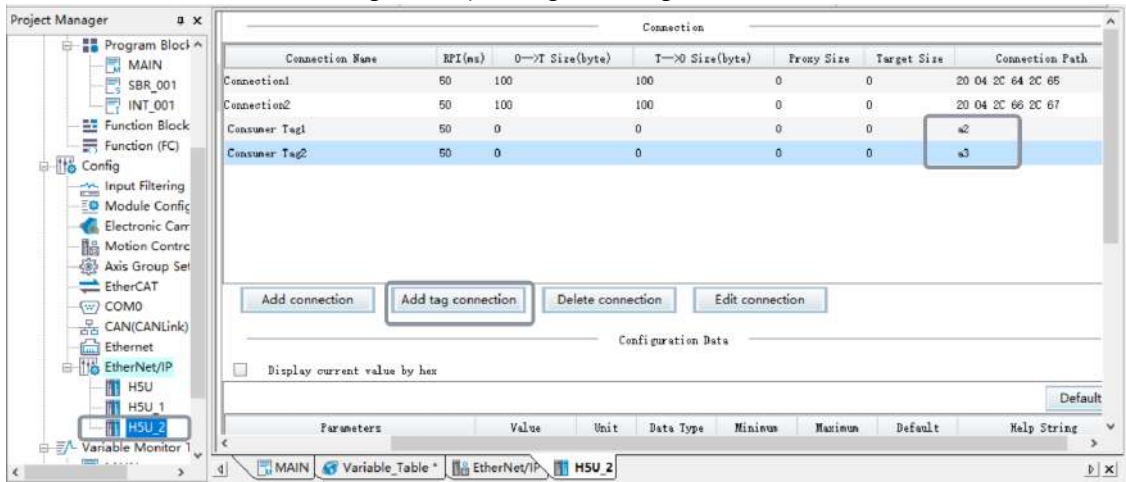 Project Manager
Program Block
MAIN
SBR_001
INT_001
Function Block
Function (FC)
Config
Input Filtering
Module Config
Electronic Cam
Motion Contrc
Axis Group Set
EtherCAT
COM0
CAN(CANLink)
Ethernet
EtherNet/IP
H5U
H5U_1
H5U_2
Variable Monitor T
Connection
Connection Name RPI(ms) O-->T Size(byte) T-->O Size(byte) Proxy Size Target Size Connection Path
Connection1 50 100 100 0 0 20 04 2C 64 2C 65
Connection2 50 100 100 0 0 20 04 2C 66 2C 67
Consumer Tag1 50 0 0 0 0 a2
Consumer Tag2 50 0 0 0 0 a3
Add connection Add tag connection Delete connection Edit connection
Configuration Data
Display current value by hex
Default
Parameters Value Unit Data Type Minimum Maximum Default Help String
MAIN Variable_Table * EtherNet/IP H5U_2